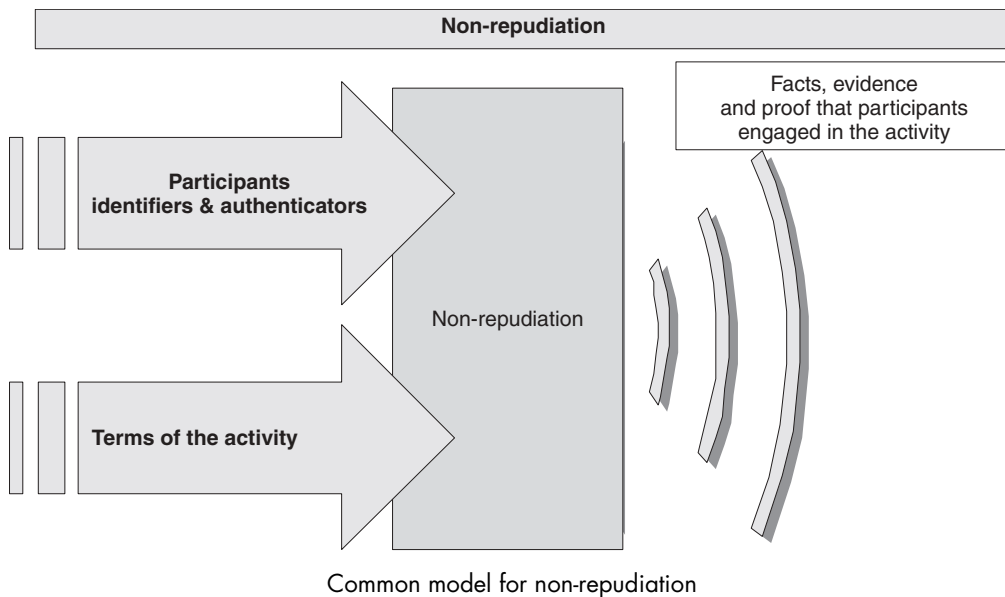 Non-repudiation
Facts, evidence
and proof that participants
engaged in the activity
Participants
identifiers & authenticators
Non-repudiation
Terms of the activity
Common model for non-repudiation